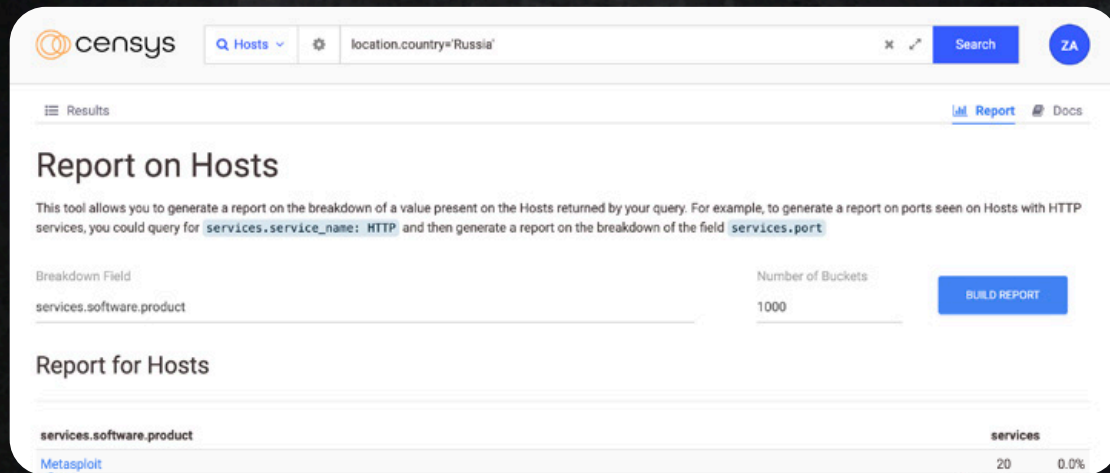 censys
Hosts
location.country='Russia'
Search
ZA
Results
Report
Docs
Report on Hosts
This tool allows you to generate a report on the breakdown of a value present on the Hosts returned by your query. For example, to generate a report on ports seen on Hosts with HTTP
services, you could query for services.service_name: HTTP and then generate a report on the breakdown of the field services.port
Breakdown Field
Number of Buckets
services.software.product
1000
BUILD REPORT
Report for Hosts
services.software.product services
Metasploit 20 0.0%